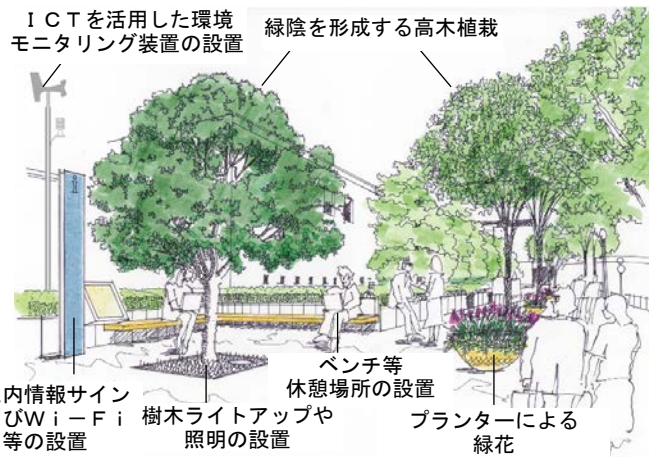 ＩＣＴを活用した環境
モニタリング装置の設置
緑陰を形成する高木植栽
内情報サイン
びＷｉ－Ｆｉ
等の設置
樹木ライトアップや
照明の設置
ベンチ等
休憩場所の設置
プランターによる
緑花
i